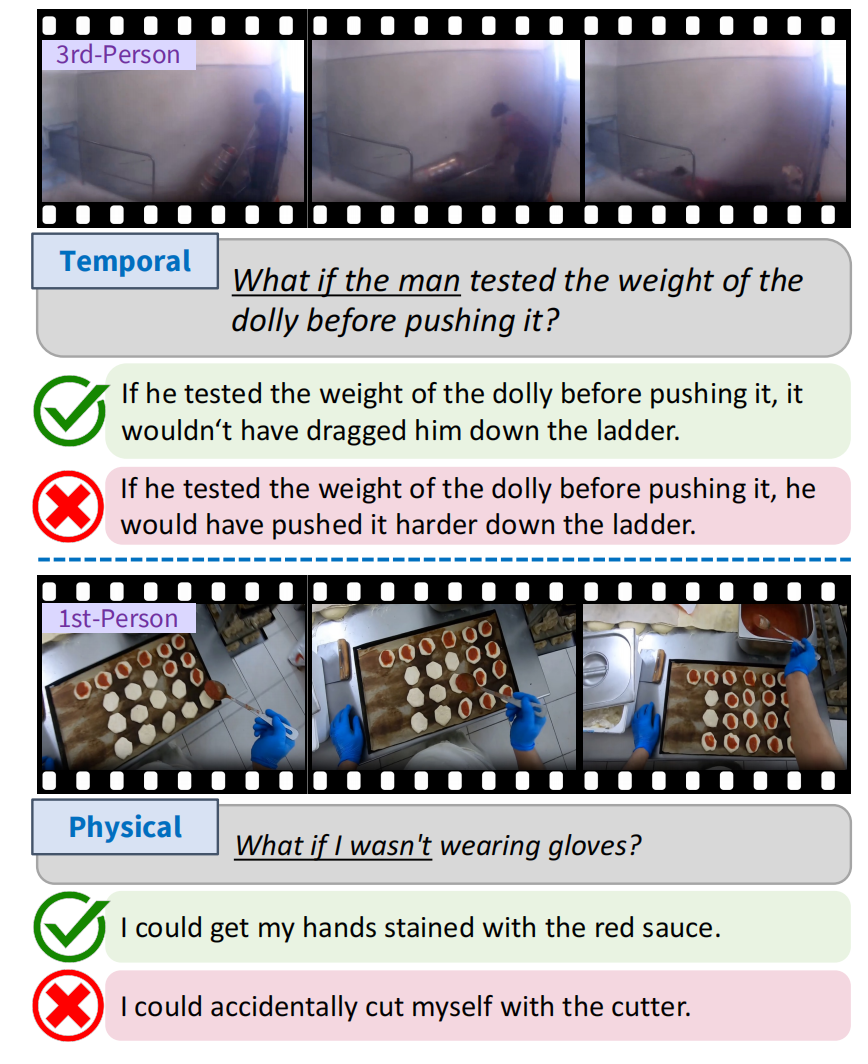 3rd-Person
Temporal
What if the man tested the weight of the
dolly before pushing it?
If he tested the weight of the dolly before pushing it, it
wouldn‘t have dragged him down the ladder.
If he tested the weight of the dolly before pushing it, he
would have pushed it harder down the ladder.
1st-Person
Physical
What if I wasn't wearing gloves?
I could get my hands stained with the red sauce.
I could accidentally cut myself with the cutter.